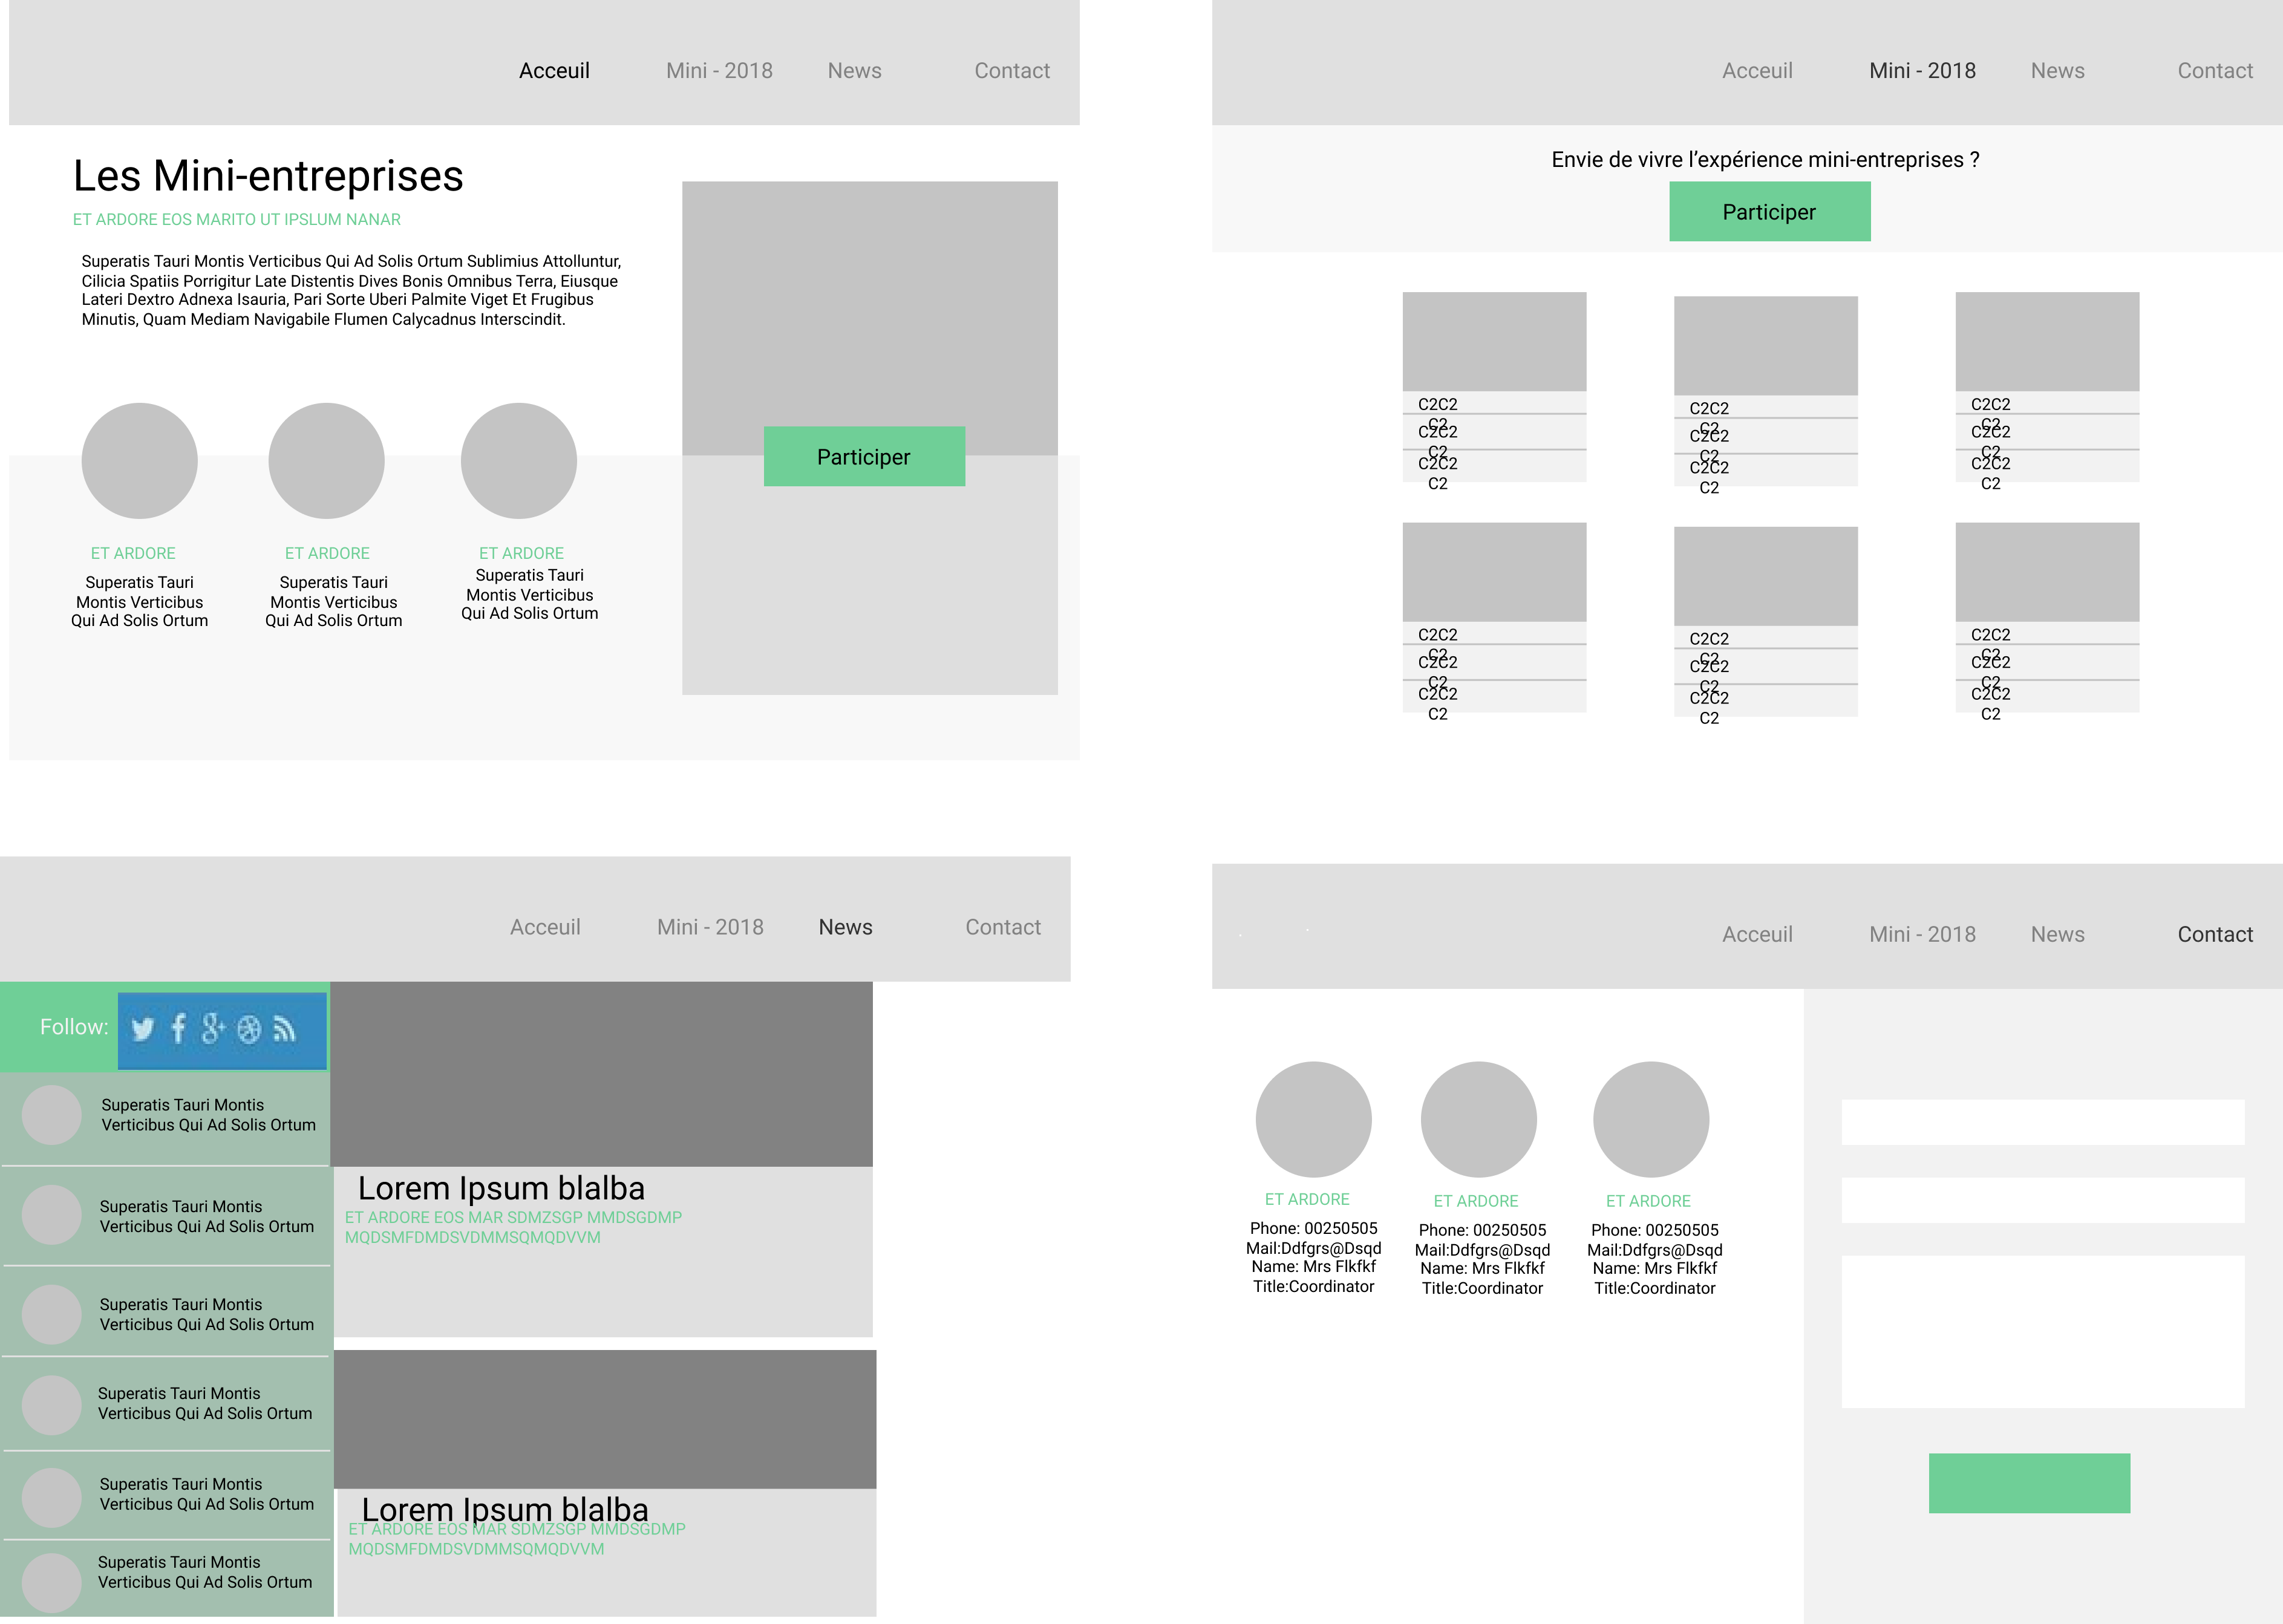 Acceuil Mini - 2018 News Contact
Les Mini-entreprises
ET ARDORE EOS MARITO UT IPSLUM NANAR
Superatis Tauri Montis Verticibus Qui Ad Solis Ortum Sublimius Attolluntur,
Cilicia Spatiis Porrigitur Late Distentis Dives Bonis Omnibus Terra, Eiusque
Lateri Dextro Adnexa Isauria, Pari Sorte Uberi Palmite Viget Et Frugibus
Minutis, Quam Mediam Navigabile Flumen Calycadnus Interscindit.
Participer
ET ARDORE
Superatis Tauri
Montis Verticibus
Qui Ad Solis Ortum
ET ARDORE
Superatis Tauri
Montis Verticibus
Qui Ad Solis Ortum
ET ARDORE
Superatis Tauri
Montis Verticibus
Qui Ad Solis Ortum
Acceuil Mini - 2018 News Contact
Envie de vivre l’expérience mini-entreprises ?
Participer
C2C2
C2
C2C2
C2
C2C2
C2
C2C2
C2
C2C2
C2
C2C2
C2
C2C2
C2
C2C2
C2
C2C2
C2
C2C2
C2
C2C2
C2
C2C2
C2
C2C2
C2
C2C2
C2
C2C2
C2
C2C2
C2
C2C2
C2
C2C2
C2
Acceuil Mini - 2018 News Contact
Follow:
Superatis Tauri Montis
Verticibus Qui Ad Solis Ortum
Superatis Tauri Montis
Verticibus Qui Ad Solis Ortum
Superatis Tauri Montis
Verticibus Qui Ad Solis Ortum
Superatis Tauri Montis
Verticibus Qui Ad Solis Ortum
Superatis Tauri Montis
Verticibus Qui Ad Solis Ortum
Superatis Tauri Montis
Verticibus Qui Ad Solis Ortum
Lorem Ipsum blalba
ET ARDORE EOS MAR SDMZSGP MMDSGDMP
MQDSMFDMDSVDMMSQMQDVVM
Lorem Ipsum blalba
ET ARDORE EOS MAR SDMZSGP MMDSGDMP
MQDSMFDMDSVDMMSQMQDVVM
Acceuil Mini - 2018 News Contact
ET ARDORE
Phone: 00250505
Mail:Ddfgrs@Dsqd
Name: Mrs Flkfkf
Title:Coordinator
ET ARDORE
Phone: 00250505
Mail:Ddfgrs@Dsqd
Name: Mrs Flkfkf
Title:Coordinator
ET ARDORE
Phone: 00250505
Mail:Ddfgrs@Dsqd
Name: Mrs Flkfkf
Title:Coordinator